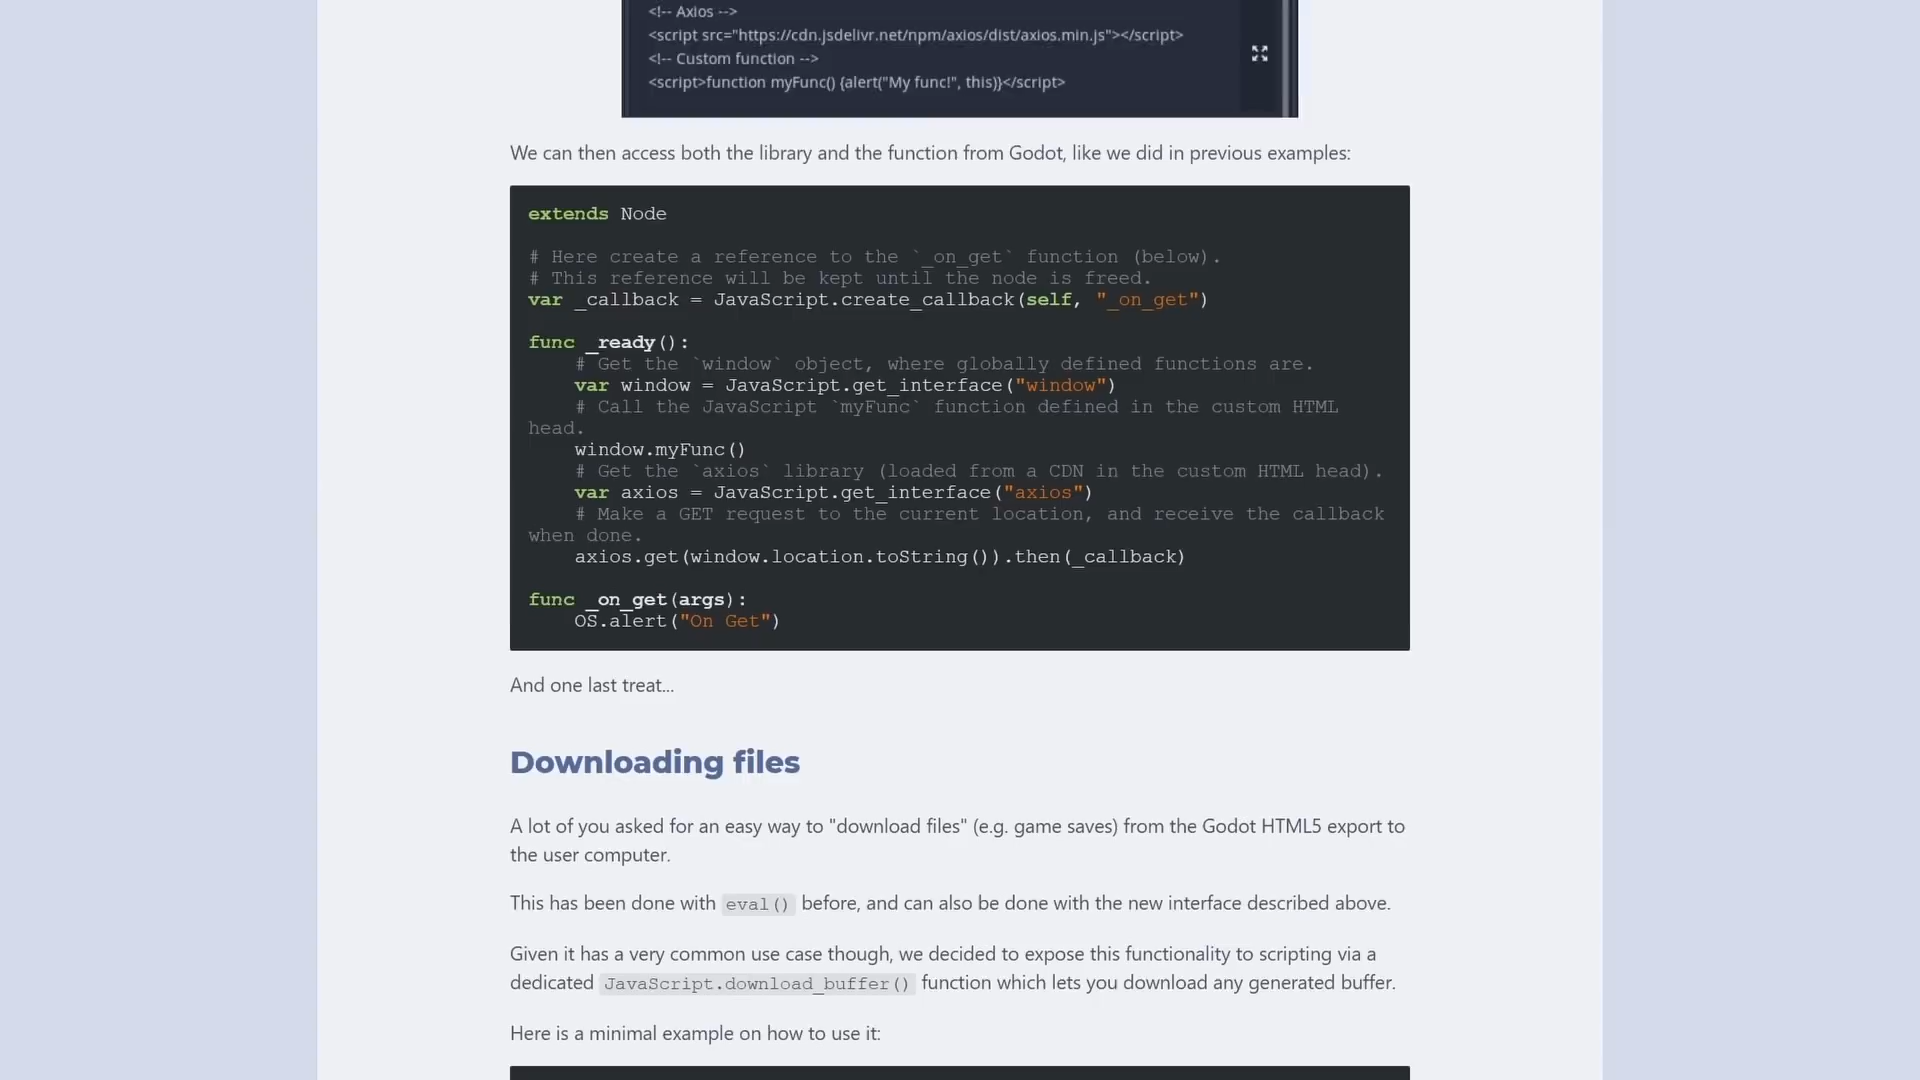 <!-- Axios -->
<script src="https://cdn.jsdelivr.net/npm/axios/dist/axios.min.js"></script>
<!-- Custom function -->
<script>function myFunc() {alert("My func!", this)}</script>
We can then access both the library and the function from Godot, like we did in previous examples:
extends Node
# Here create a reference to the `_on_get` function (below).
# This reference will be kept until the node is freed.
var _callback = JavaScript.create_callback(self, "_on_get")
func _ready():
# Get the `window` object, where globally defined functions are.
var window = JavaScript.get_interface("window")
# Call the JavaScript `myFunc` function defined in the custom HTML
head.
window.myFunc()
# Get the `axios` library (loaded from a CDN in the custom HTML head).
var axios = JavaScript.get_interface("axios")
# Make a GET request to the current location, and receive the callback
when done.
axios.get(window.location.toString()).then(_callback)
func _on_get(args):
OS.alert("On Get")
And one last treat...
Downloading files
A lot of you asked for an easy way to "download files" (e.g. game saves) from the Godot HTML5 export to
the user computer.
This has been done with eval() before, and can also be done with the new interface described above.
Given it has a very common use case though, we decided to expose this functionality to scripting via a
dedicated JavaScript.download_buffer() function which lets you download any generated buffer.
Here is a minimal example on how to use it: